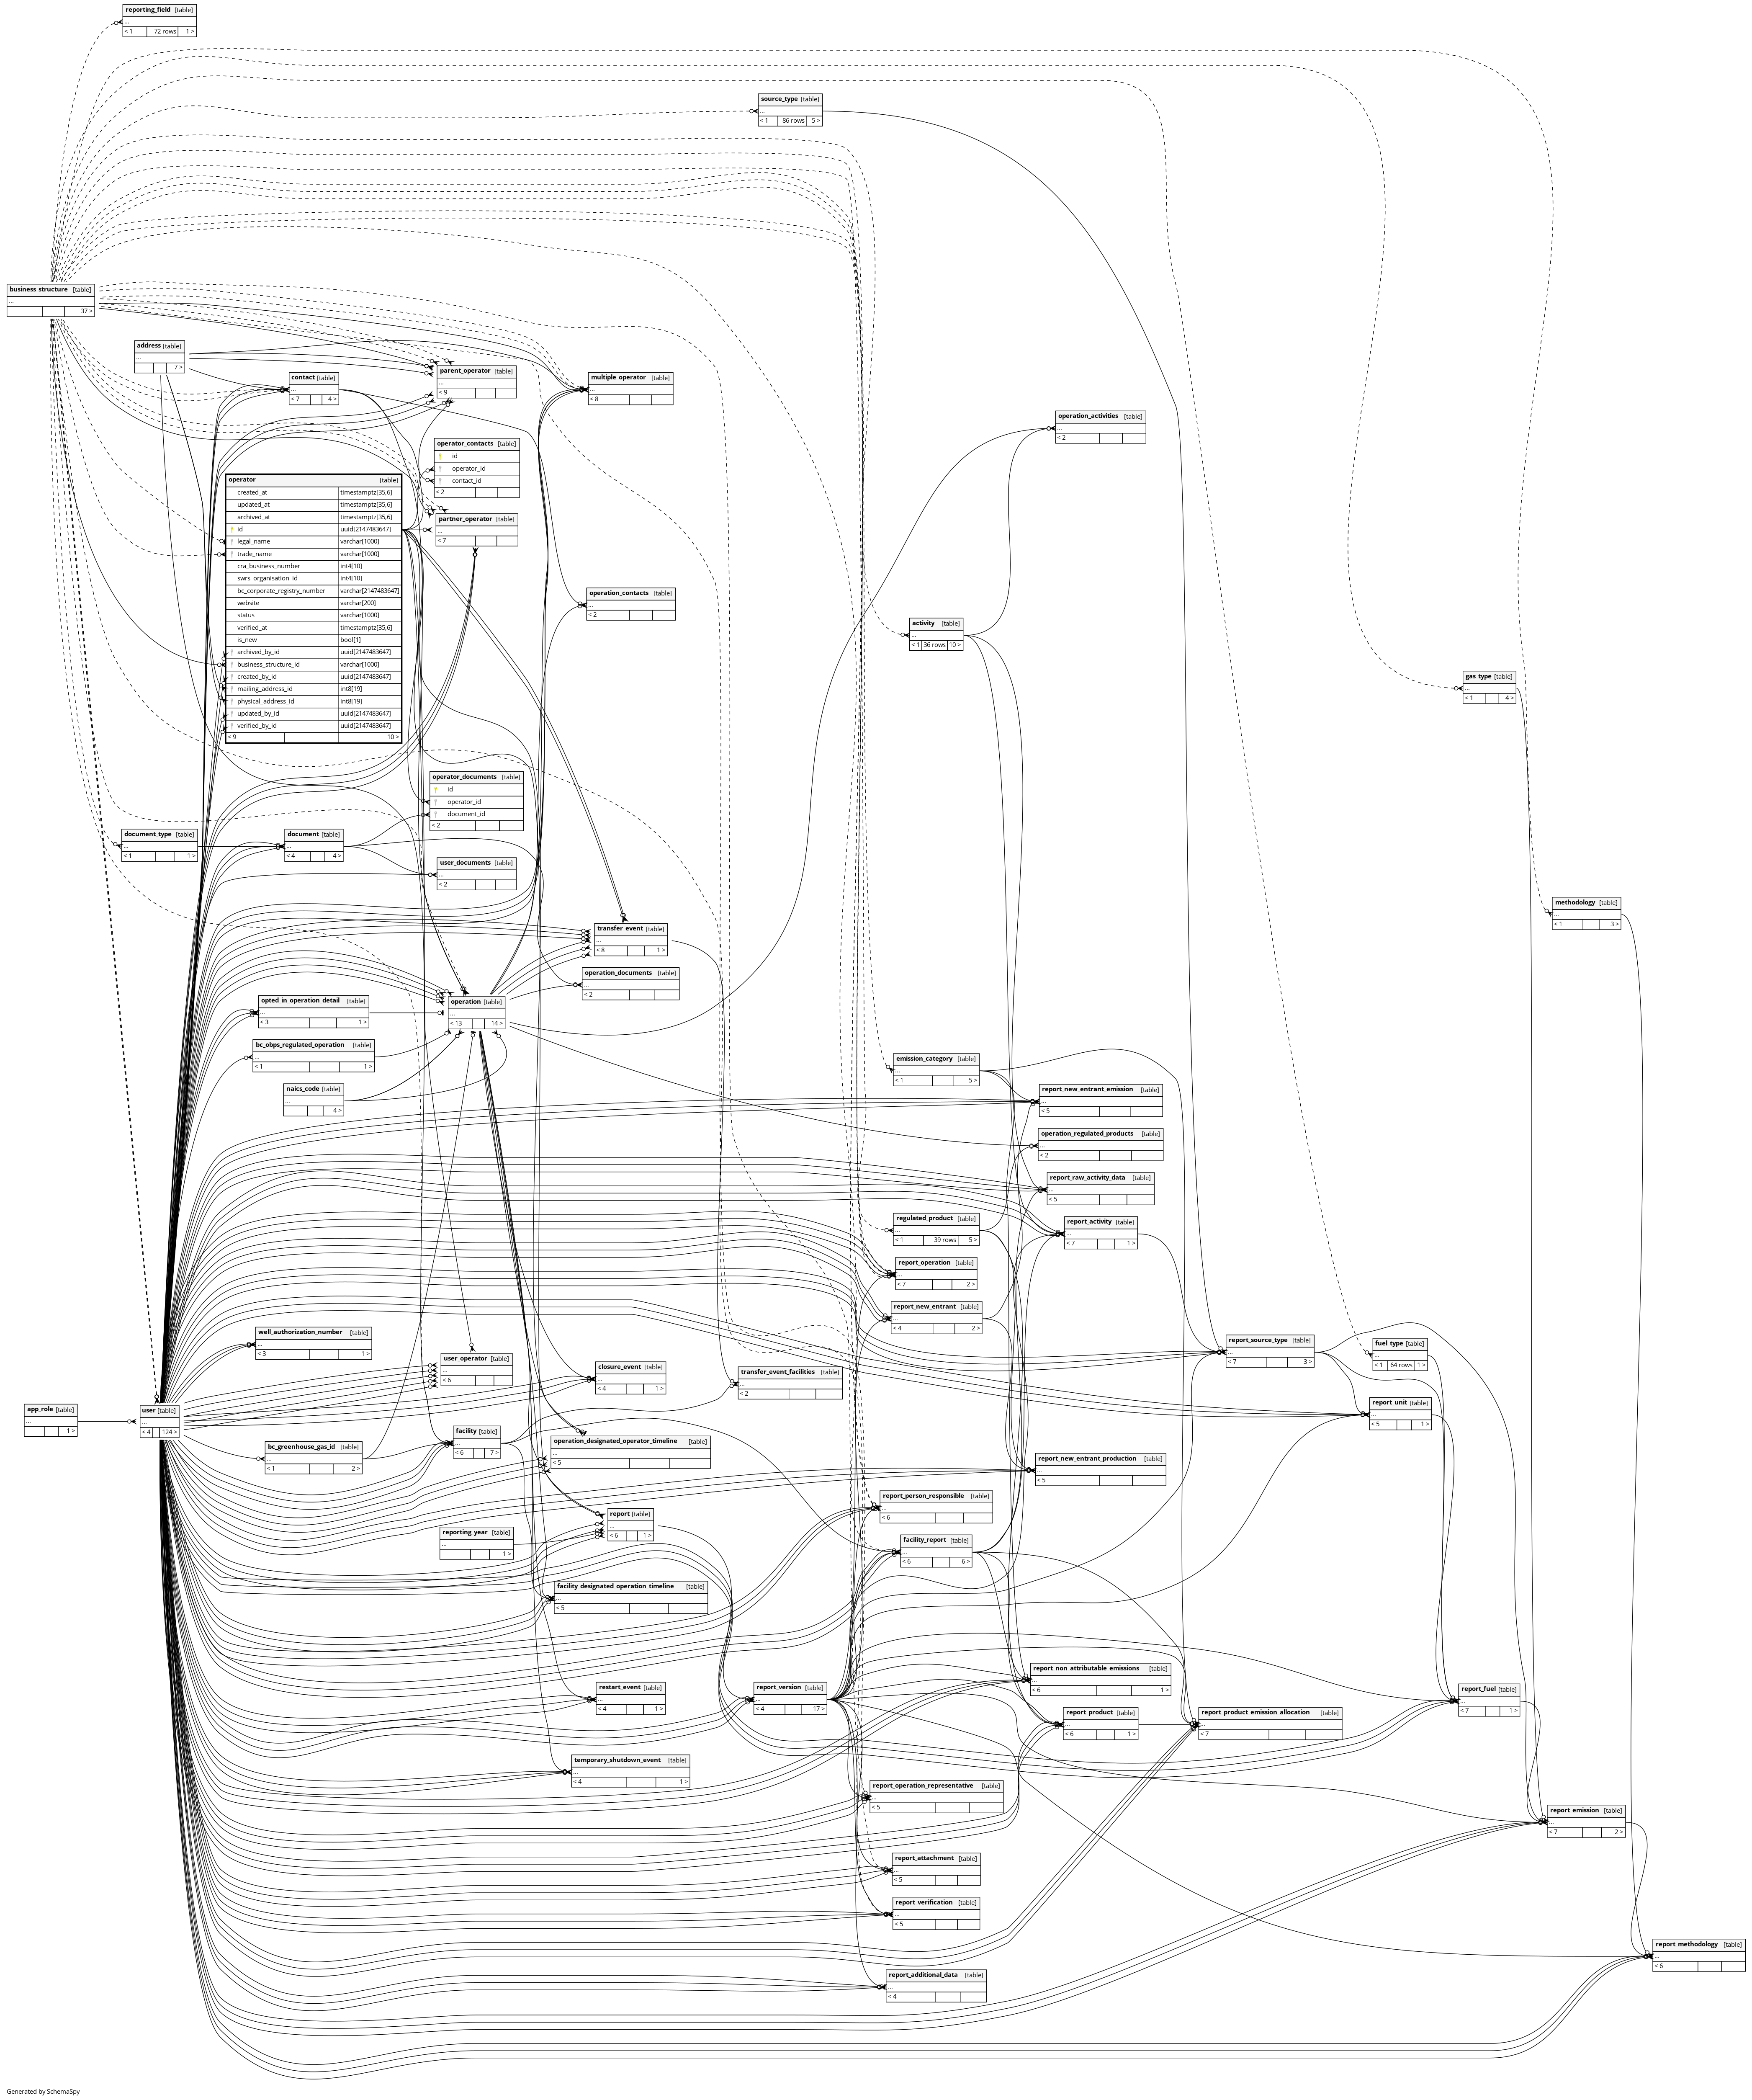 reporting_field [table]
...
< 1 72 rows 1 >
source_type [table]
...
< 1 86 rows 5 >
business_structure [table]
...
37 >
address [table]
...
7 >
contact [table]
...
< 7 4 >
parent_operator [table]
...
< 9
multiple_operator [table]
...
< 8
operation_activities [table]
...
< 2
operator_contacts [table]
id
operator_id
contact_id
< 2
operator [table]
created_at timestamptz[35,6]
updated_at timestamptz[35,6]
archived_at timestamptz[35,6]
id uuid[2147483647]
legal_name varchar[1000]
trade_name varchar[1000]
cra_business_number int4[10]
swrs_organisation_id int4[10]
bc_corporate_registry_number varchar[2147483647]
website varchar[200]
status varchar[1000]
verified_at timestamptz[35,6]
is_new bool[1]
archived_by_id uuid[2147483647]
business_structure_id varchar[1000]
created_by_id uuid[2147483647]
mailing_address_id int8[19]
physical_address_id int8[19]
updated_by_id uuid[2147483647]
verified_by_id uuid[2147483647]
< 9 10 >
partner_operator [table]
...
< 7
operation_contacts [table]
...
< 2
activity [table]
...
< 1 36 rows 10 >
gas_type [table]
...
< 1 4 >
operator_documents [table]
id
operator_id
document_id
< 2
document_type [table]
...
< 1 1 >
document [table]
...
< 4 4 >
user_documents [table]
...
< 2
methodology [table]
...
< 1 3 >
transfer_event [table]
...
< 8 1 >
operation_documents [table]
...
< 2
opted_in_operation_detail [table]
...
< 3 1 >
operation [table]
...
< 13 14 >
bc_obps_regulated_operation [table]
...
< 1 1 >
naics_code [table]
...
4 >
emission_category [table]
...
< 1 5 >
report_new_entrant_emission [table]
...
< 5
operation_regulated_products [table]
...
< 2
report_raw_activity_data [table]
...
< 5
regulated_product [table]
...
< 1 39 rows 5 >
report_activity [table]
...
< 7 1 >
report_operation [table]
...
< 7 2 >
report_new_entrant [table]
...
< 4 2 >
well_authorization_number [table]
...
< 3 1 >
user_operator [table]
...
< 6
closure_event [table]
...
< 4 1 >
transfer_event_facilities [table]
...
< 2
report_source_type [table]
...
< 7 3 >
fuel_type [table]
...
< 1 64 rows 1 >
report_unit [table]
...
< 5 1 >
app_role [table]
...
1 >
user [table]
...
< 4 124 >
facility [table]
...
< 6 7 >
bc_greenhouse_gas_id [table]
...
< 1 2 >
operation_designated_operator_timeline [table]
...
< 5
report_new_entrant_production [table]
...
< 5
report_person_responsible [table]
...
< 6
report [table]
...
< 6 1 >
reporting_year [table]
...
1 >
facility_report [table]
...
< 6 6 >
facility_designated_operation_timeline [table]
...
< 5
report_non_attributable_emissions [table]
...
< 6 1 >
restart_event [table]
...
< 4 1 >
report_version [table]
...
< 4 17 >
report_fuel [table]
...
< 7 1 >
report_product [table]
...
< 6 1 >
report_product_emission_allocation [table]
...
< 7
temporary_shutdown_event [table]
...
< 4 1 >
report_operation_representative [table]
...
< 5
report_emission [table]
...
< 7 2 >
report_attachment [table]
...
< 5
report_verification [table]
...
< 5
report_methodology [table]
...
< 6
report_additional_data [table]
...
< 4
Generated by SchemaSpy